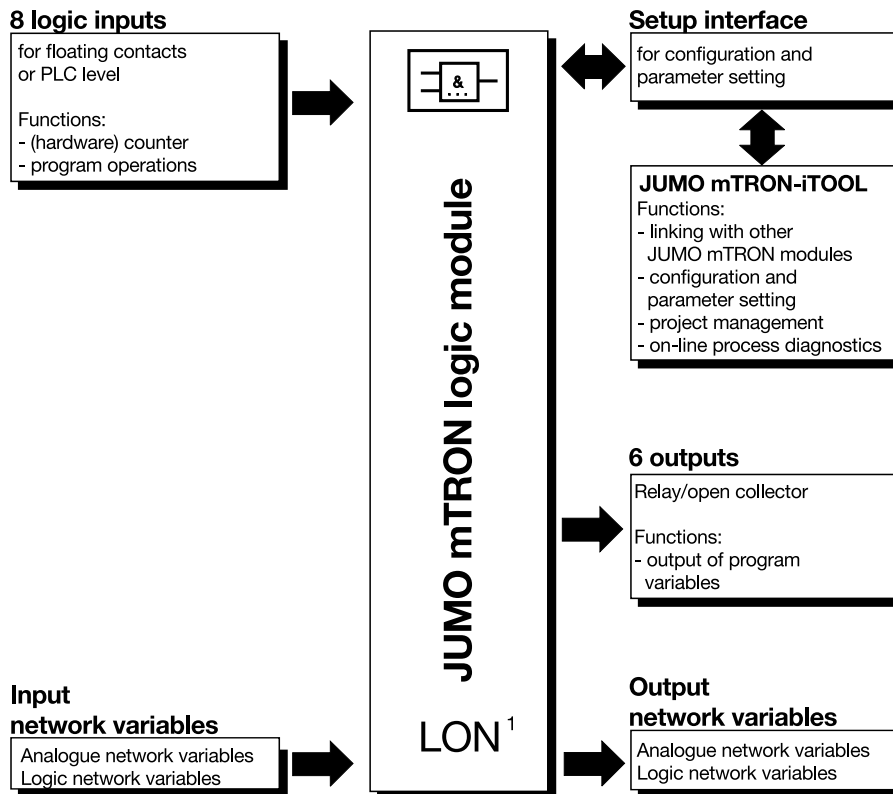 8 logic inputs
for floating contacts
or PLC level
Functions:
- (hardware) counter
- program operations
Input
network variables
Analogue network variables
Logic network variables
&
...
JUMO mTRON logic module
LON 1
Setup interface
for configuration and
parameter setting
JUMO mTRON-iTOOL
Functions:
- linking with other
JUMO mTRON modules
- configuration and
parameter setting
- project management
- on-line process diagnostics
6 outputs
Relay/open collector
Functions:
- output of program
variables
Output
network variables
Analogue network variables
Logic network variables